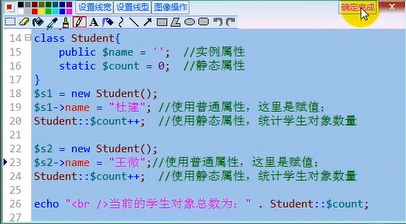 设置线宽 设置线型 图像操作 确定完成
14 class Student{
15 public $name = ''; //实例属性
16 static $count = 0; //静态属性
17 }
18 $s1 = new Student();
19 $s1->name = "杜建"; //使用普通属性，这里是赋值；
20 Student::$count++; //使用静态属性，统计学生对象数量
21
22 $s2 = new Student();
23 $s2->name = "王微";//使用普通属性，这里是赋值；
24 Student::$count++; //使用静态属性，统计学生对象数量
25
26 echo "<br />当前的学生对象总数为：" . Student::$count;